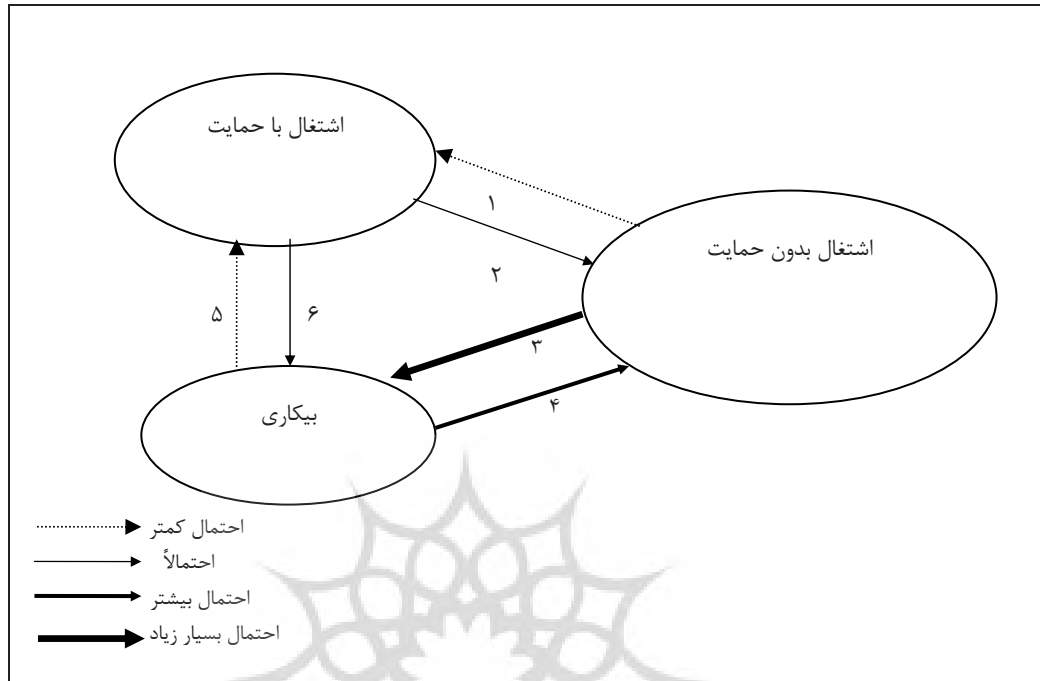 اشتغال با حمایت
۱
اشتغال بدون حمایت
۲
۵
۶
۳
بیکاری
۴
احتمال کمتر
احتمالاً
احتمال بیشتر
احتمال بسیار زیاد